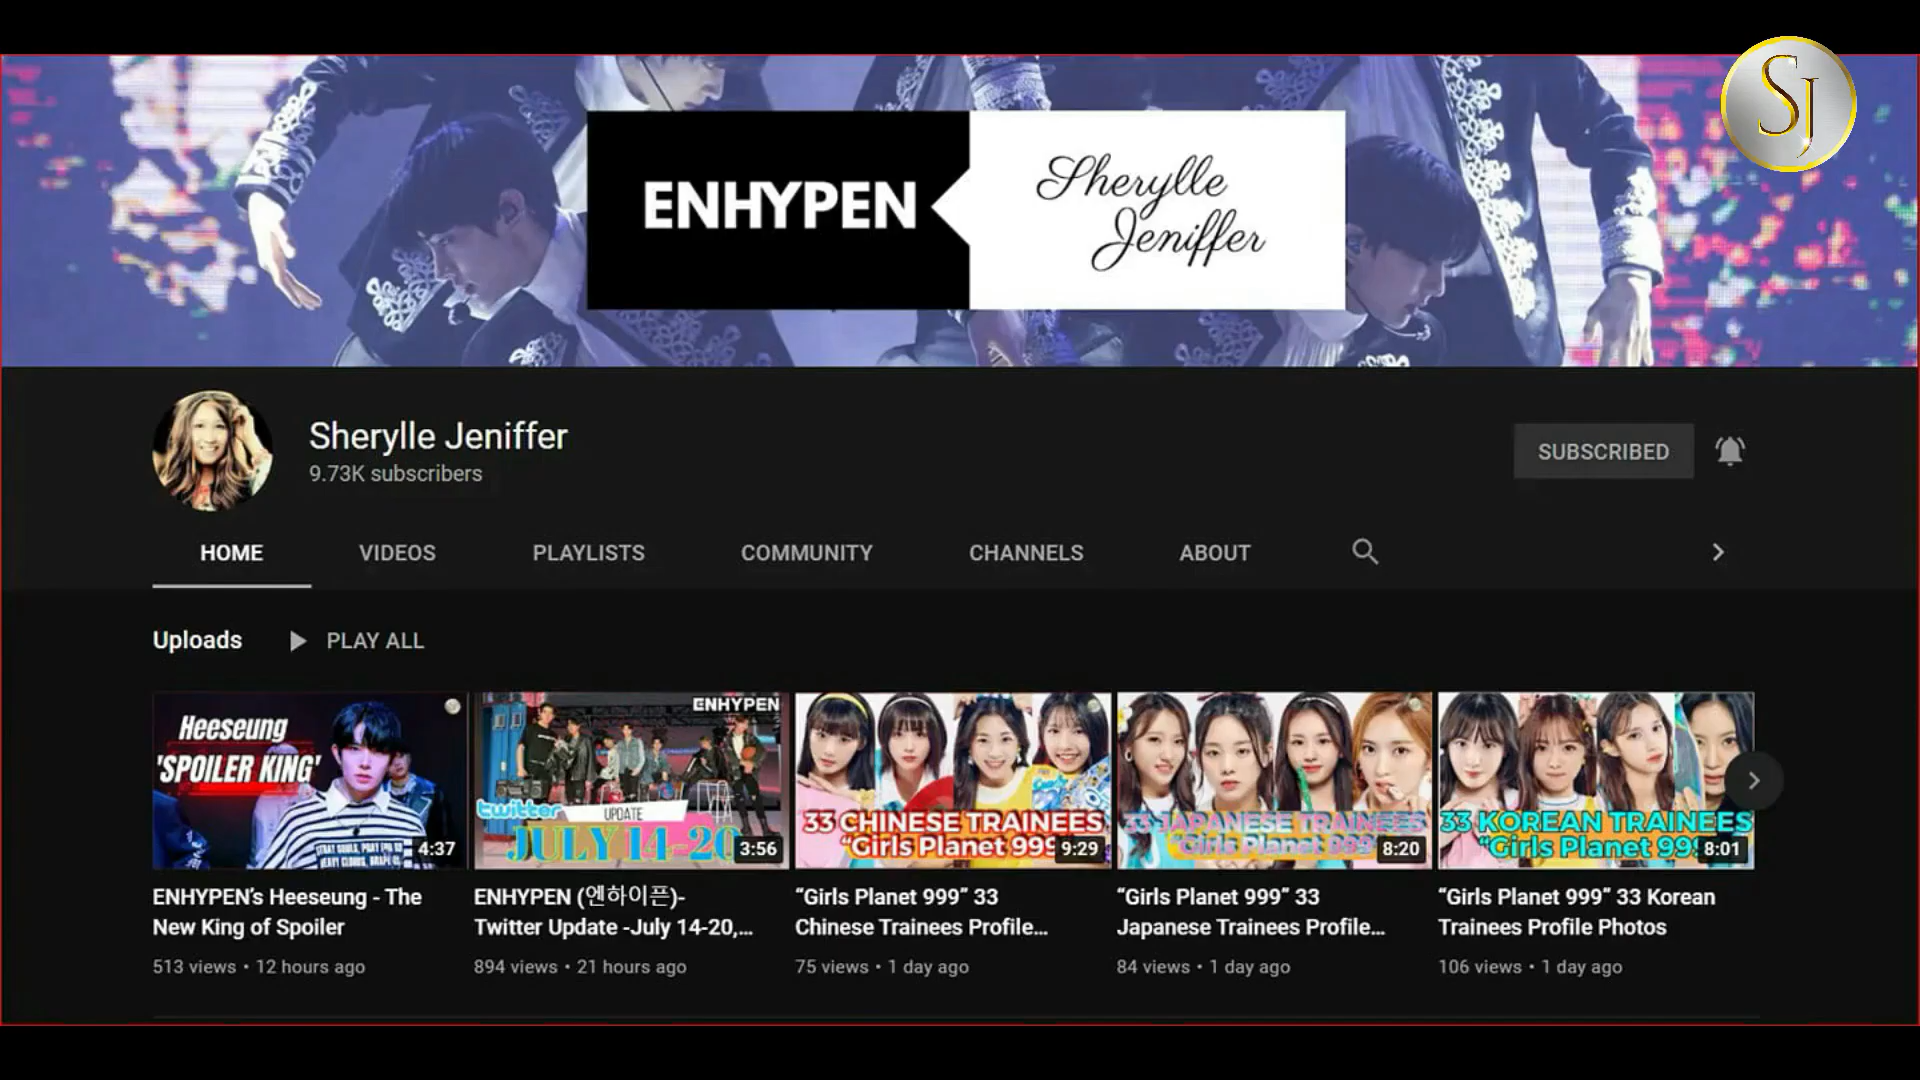 SJ
ENHYPEN
Sherylle
Jeniffer
Sherylle Jeniffer
9.73K subscribers
SUBSCRIBED
HOME VIDEOS PLAYLISTS COMMUNITY CHANNELS ABOUT
Uploads PLAY ALL
Heeseung
'SPOILER KING'
4:37
ENHYPEN
twitter
UPDATE
JULY 14-20
3:56
33 CHINESE TRAINEES
“Girls Planet 999
9:29
33 JAPANESE TRAINEES
“Girls Planet 999
8:20
33 KOREAN TRAINEES
“Girls Planet 999
8:01
ENHYPEN’s Heeseung - The
New King of Spoiler
513 views • 12 hours ago
ENHYPEN (엔하이픈)-
Twitter Update -July 14-20,...
894 views • 21 hours ago
“Girls Planet 999” 33
Chinese Trainees Profile...
75 views • 1 day ago
“Girls Planet 999” 33
Japanese Trainees Profile...
84 views • 1 day ago
“Girls Planet 999” 33 Korean
Trainees Profile Photos
106 views • 1 day ago